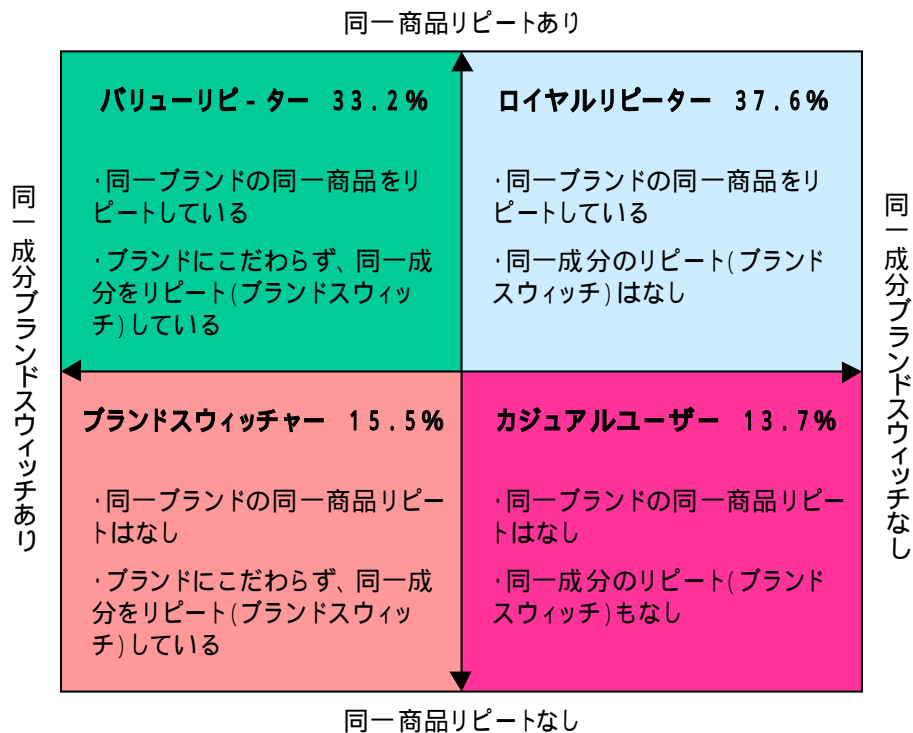 同一商品リピートあり
バリューリピ-ター 33.2%
・同一ブランドの同一商品をリ
ピートしている
・ブランドにこだわらず、同一成
分をリピート(ブランドスウィッ
チ)している
ロイヤルリピーター 37.6%
・同一ブランドの同一商品をリ
ピートしている
・同一成分のリピート(ブランド
スウィッチ)はなし
同一成分ブランドスウィッチあり
同一成分ブランドスウィッチなし
ブランドスウィッチャー 15.5%
・同一ブランドの同一商品リピー
トはなし
・ブランドにこだわらず、同一成
分をリピート(ブランドスウィッ
チ)している
カジュアルユーザー 13.7%
・同一ブランドの同一商品リピー
トはなし
・同一成分のリピート(ブランド
スウィッチ)もなし
同一商品リピートなし